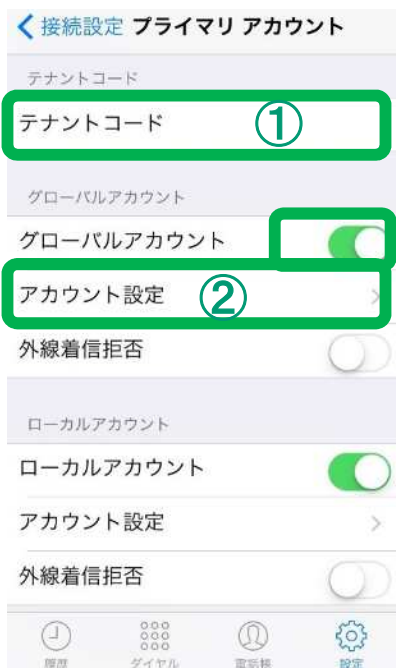 接続設定 プライマリ アカウント
テナントコード
テナントコード ①
グローバルアカウント
グローバルアカウント
アカウント設定 ②
外線着信拒否
ローカルアカウント
ローカルアカウント
アカウント設定
外線着信拒否
履歴 ダイヤル 電話帳 設定